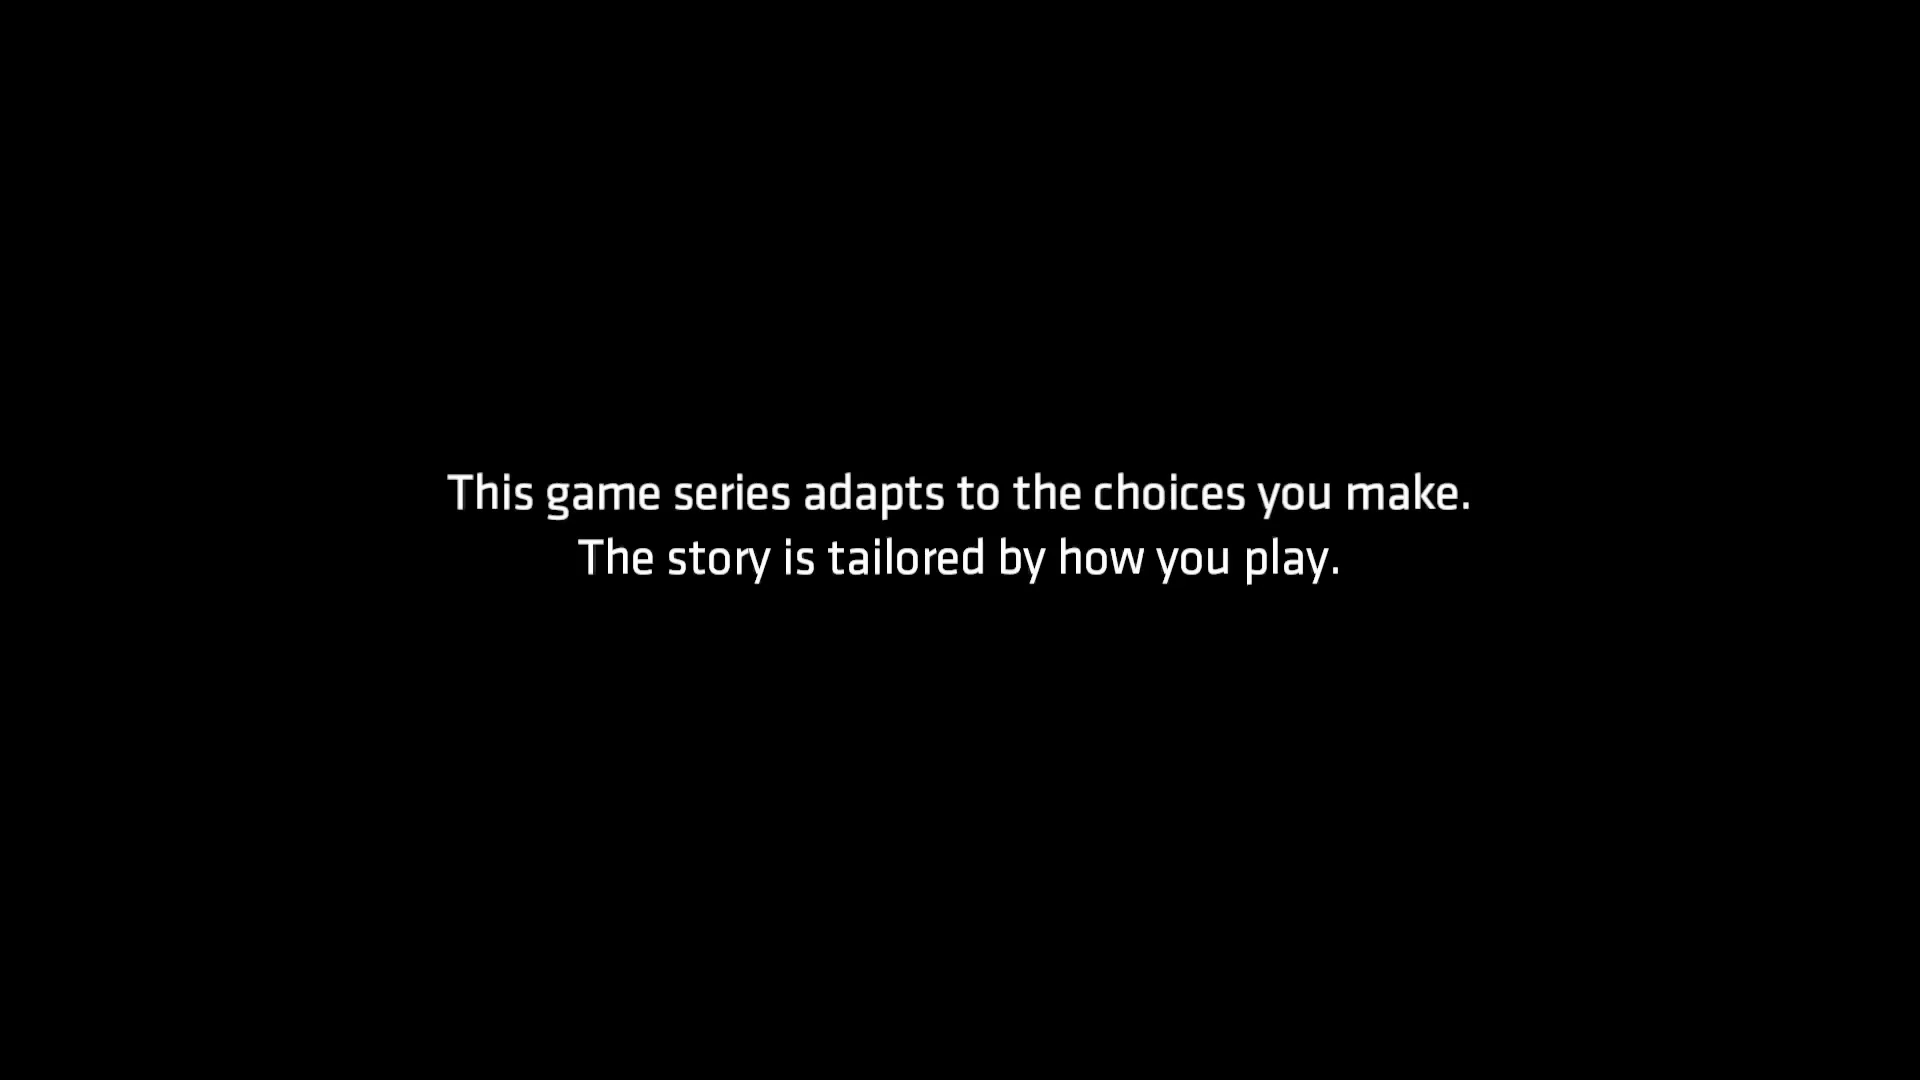 This game series adapts to the choices you make.
The story is tailored by how you play.